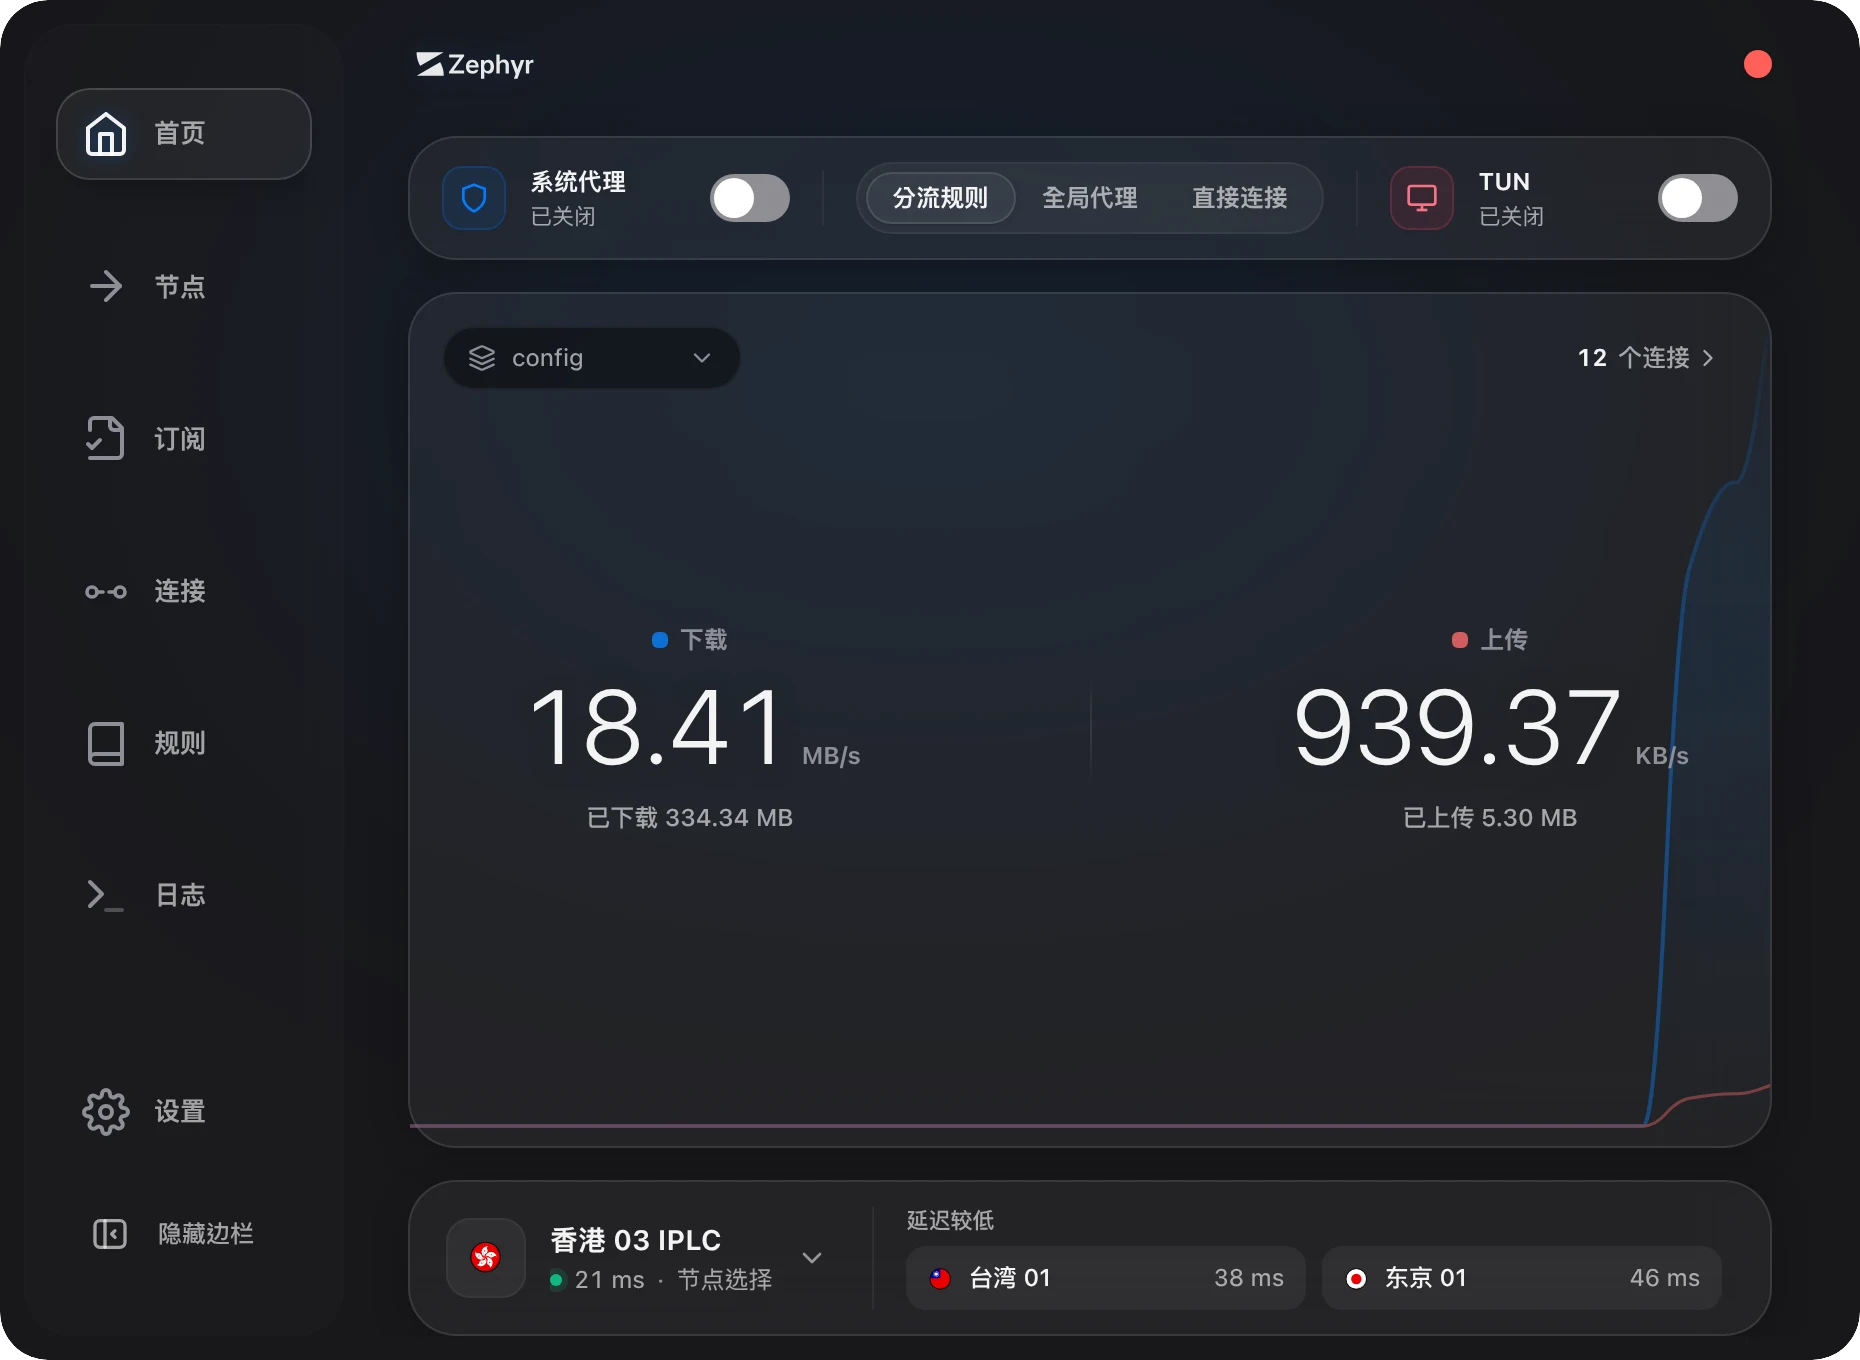 Zephyr
首页
节点
订阅
连接
规则
日志
设置
隐藏边栏
系统代理
已关闭
分流规则 全局代理 直接连接
TUN
已关闭
config
12 个连接
下载
18.41 MB/s
已下载 334.34 MB
上传
939.37 KB/s
已上传 5.30 MB
香港 03 IPLC
21 ms · 节点选择
延迟较低
台湾 01 38 ms
东京 01 46 ms